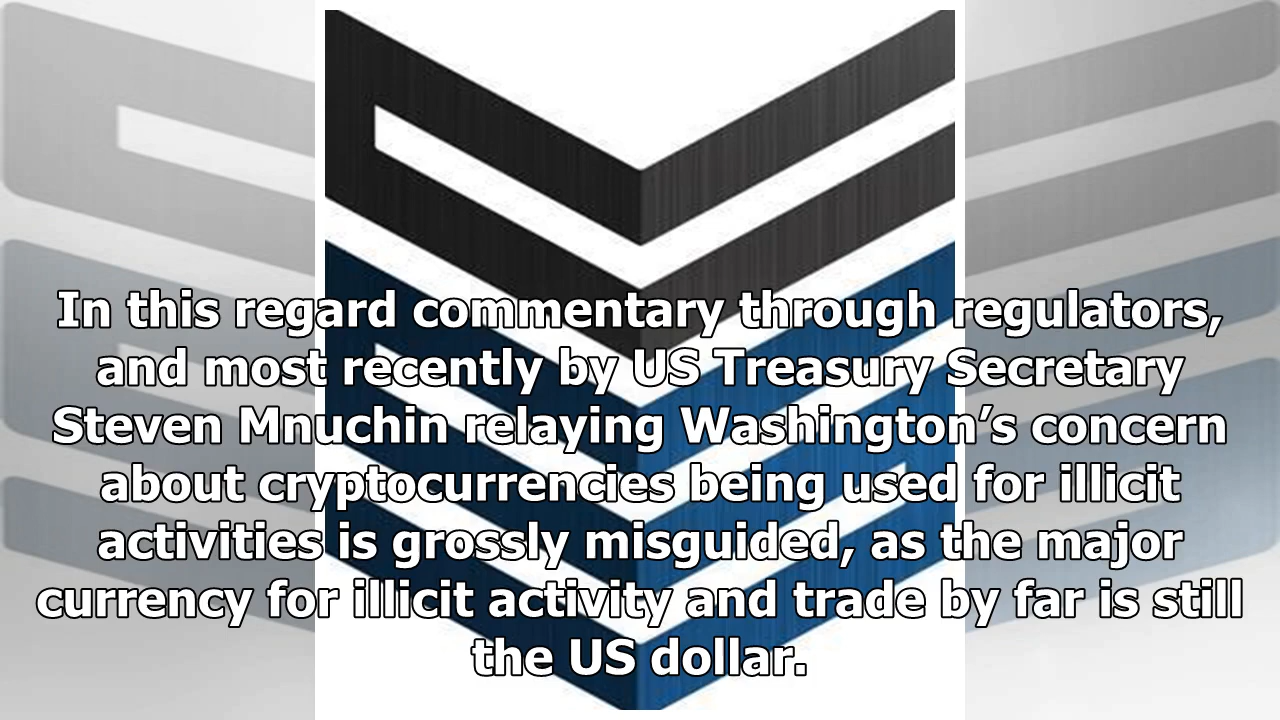 In this regard commentary through regulators,
and most recently by US Treasury Secretary
Steven Mnuchin relaying Washington’s concern
about cryptocurrencies being used for illicit
activities is grossly misguided, as the major
currency for illicit activity and trade by far is still
the US dollar.